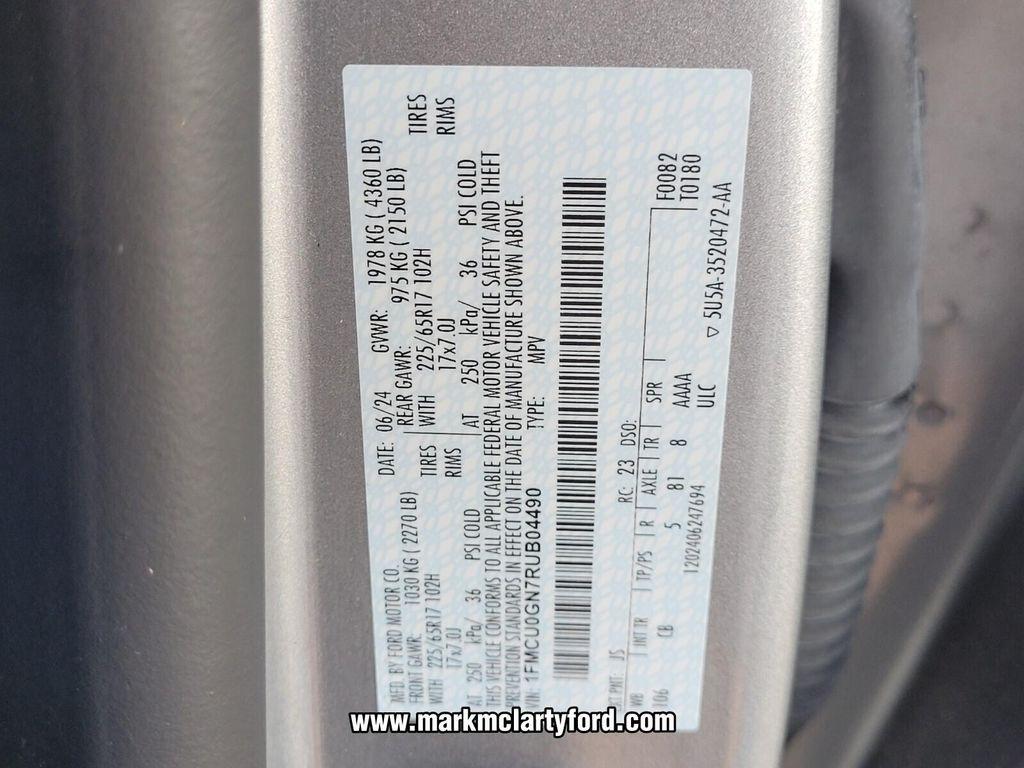 MFD. BY FORD MOTOR CO.
DATE: 06/24 GVWR: 1978 KG ( 4360 LB)
FRONT GAWR: 1030 KG ( 2270 LB) REAR GAWR: 975 KG ( 2150 LB)
WITH 225/65R17 102H TIRES WITH 225/65R17 102H TIRES
17x7.0J RIMS 17x7.0J RIMS
AT 250 kPa/ 36 PSI COLD AT 250 kPa/ 36 PSI COLD
THIS VEHICLE CONFORMS TO ALL APPLICABLE FEDERAL MOTOR VEHICLE SAFETY AND THEFT
PREVENTION STANDARDS IN EFFECT ON THE DATE OF MANUFACTURE SHOWN ABOVE.
VIN: 1FMCU0GN7RUB04490 TYPE: MPV
EXT PNT: JS RC: 23 DSO: F0082
WB INT TR TP/PS R AXLE TR SPR T0180
106 CB 5 81 8 AAAA
1202406247694 ULC
▽ 5U5A-3520472-AA
www.markmclartyford.com